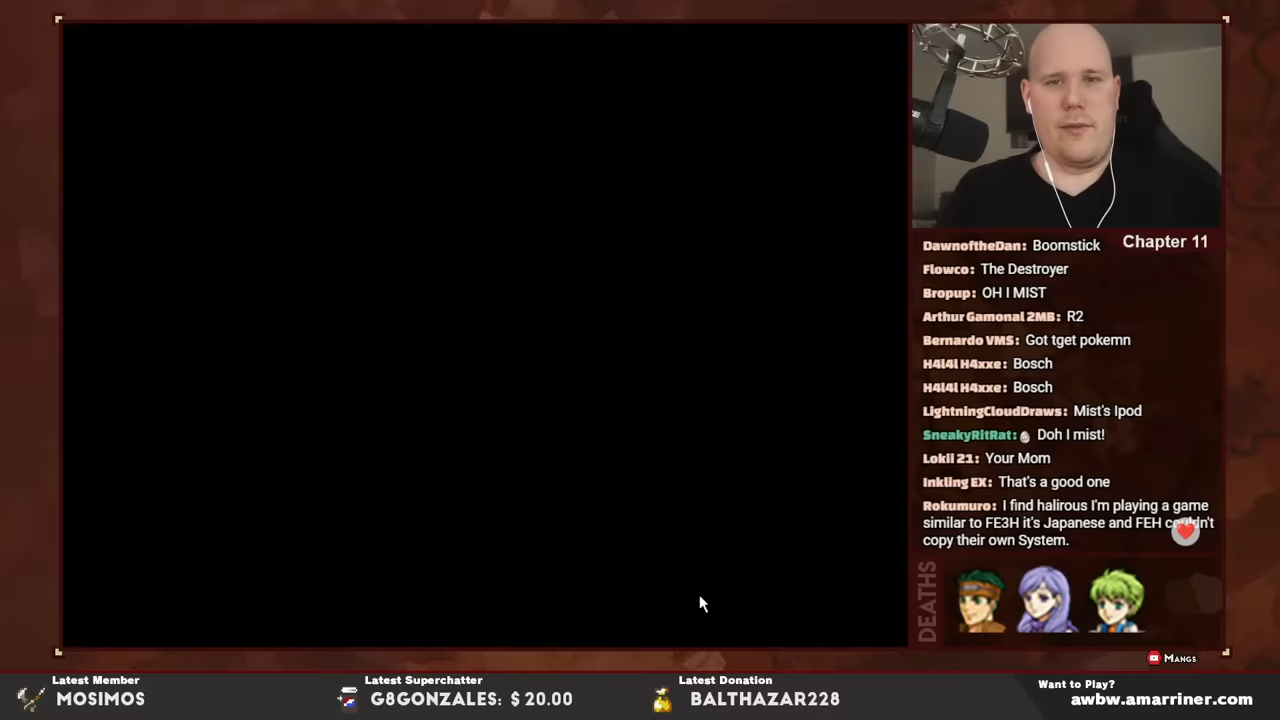 DawnoftheDan: Boomstick
Chapter 11
Flowco: The Destroyer
Bropup: OH I MIST
Arthur Gamonal 2MB: R2
Bernardo VMS: Got tget pokemn
H4l4l H4xxe: Bosch
H4l4l H4xxe: Bosch
LightningCloudDraws: Mist's Ipod
SneakyRitRat: Doh I mist!
Lokii 21: Your Mom
Inkling EX: That's a good one
Rokumuro: I find halirous I'm playing a game
similar to FE3H it's Japanese and FEH couldn't
copy their own System.
DEATHS
Mangs
Latest Member
MOSIMOS
Latest Superchatter
G8GONZALES: $ 20.00
Latest Donation
BALTHAZAR228
Want to Play?
awbw.amarriner.com